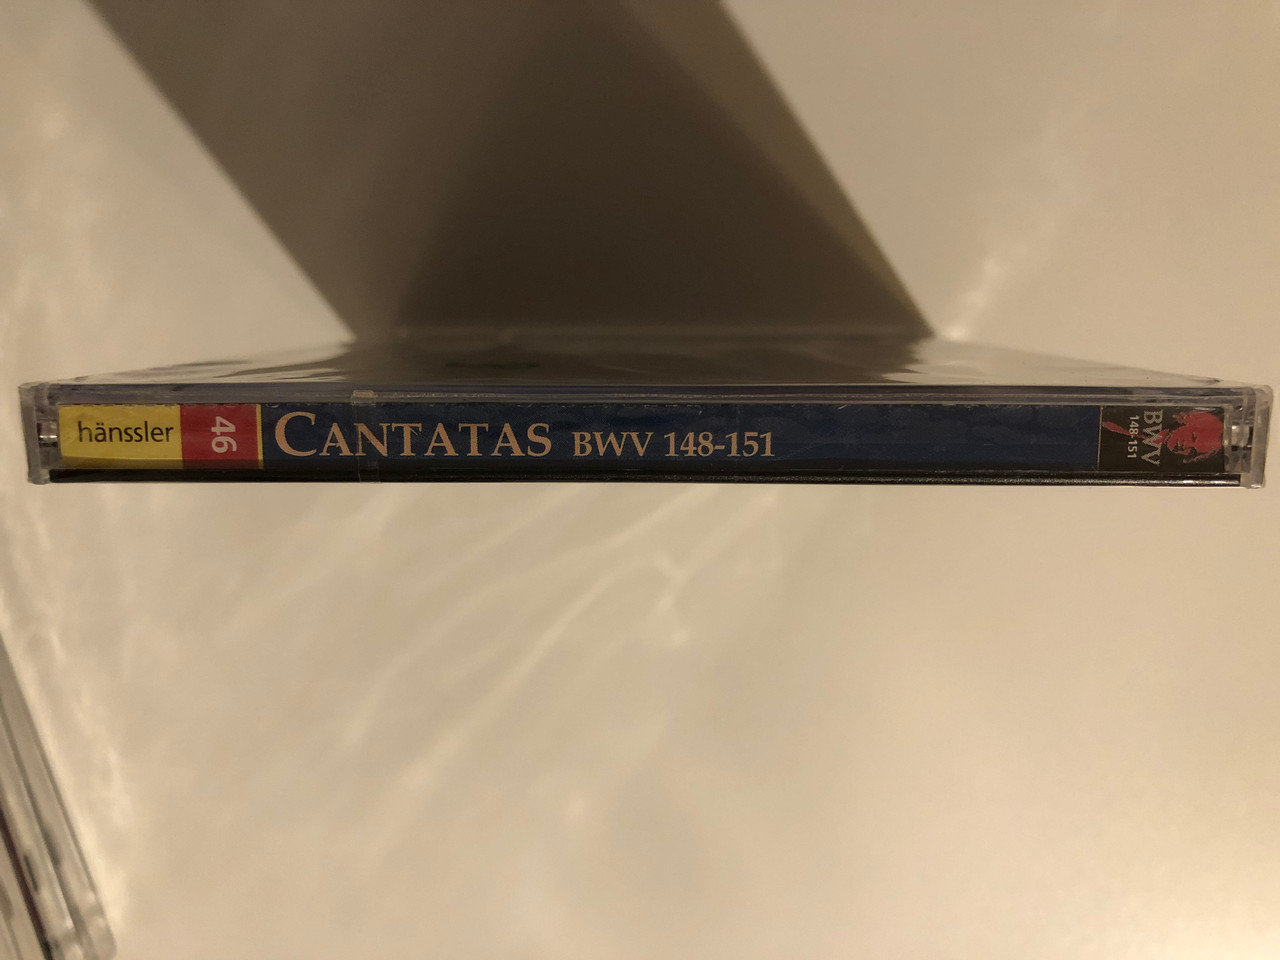 hänssler
46
CANTATAS BWV 148-151
BWV
148-151